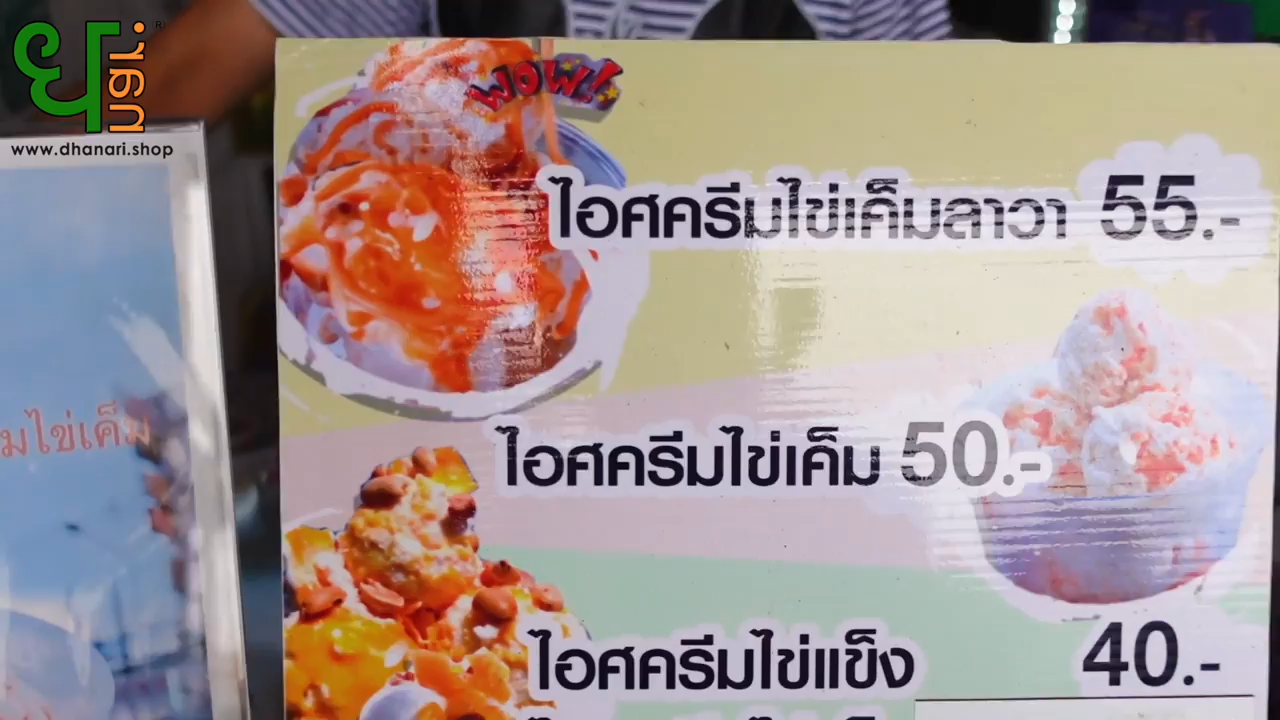 ย
ธนารี
www.dhanari.shop
WOW!
ไอศครีมไข่เค็มลาวา 55.-
มไข่เค็ม
ไอศครีมไข่เค็ม 50.-
ไอศครีมไข่แข็ง 40.-